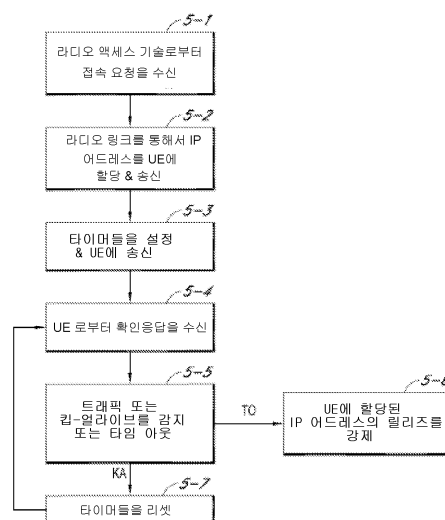 5-1
라디오 액세스 기술로부터
접속 요청을 수신
5-2
라디오 링크를 통해서 IP
어드레스를 UE에
할당 & 송신
5-3
타이머들을 설정
& UE에 송신
5-4
UE 로부터 확인응답을 수신
5-5
트래픽 또는
킵-얼라이브를 감지
또는 타임 아웃
TO
5-6
UE에 할당된
IP 어드레스의 릴리즈를
강제
KA
5-7
타이머들을 리셋